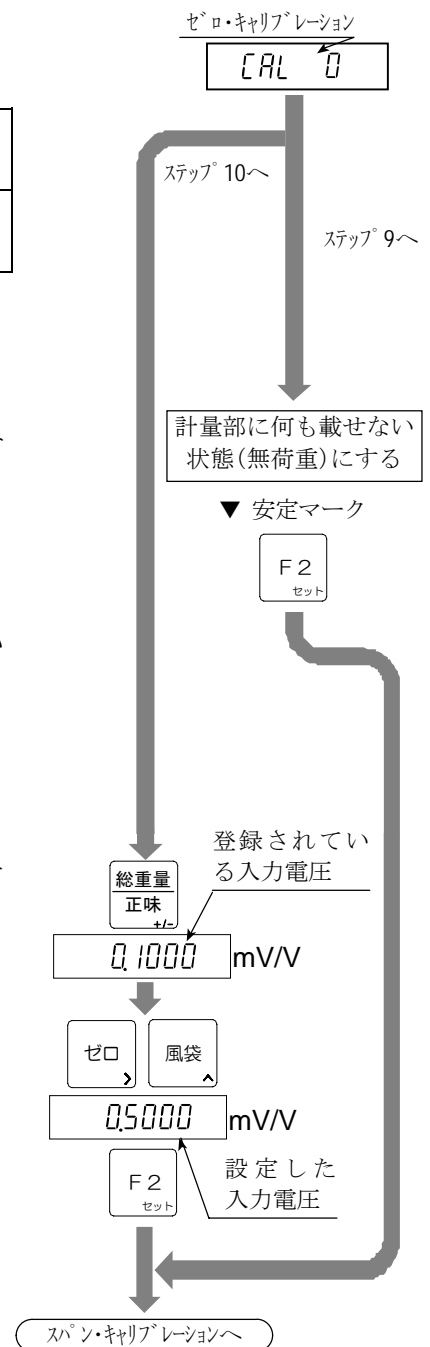 ゼロ・キャリブレーション
CAL 0
ステップ 10へ
ステップ 9へ
計量部に何も載せない
状態(無荷重)にする
▼ 安定マーク
F2
セット
登録されてい
る入力電圧
総重量
正味
+/-
0.1000 mV/V
ゼロ
>
風袋
^
0.5000 mV/V
F2
セット
設定した
入力電圧
スパン・キャリブレーションへ